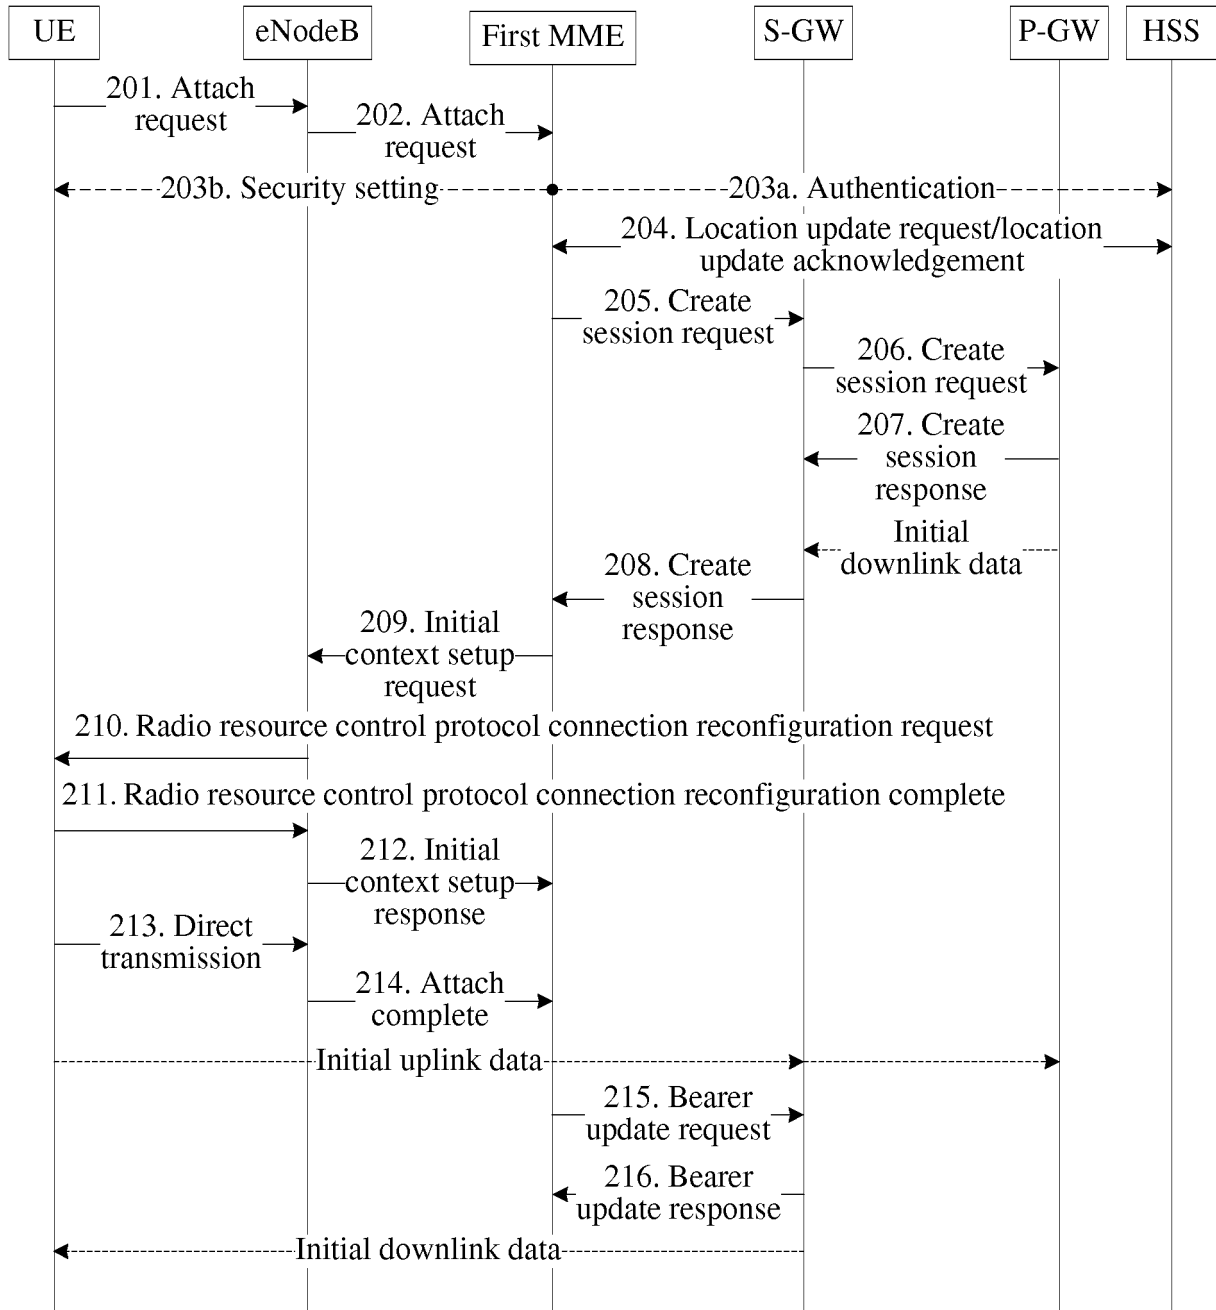 UE
eNodeB
First MME
S-GW
P-GW
HSS
201. Attach
request
202. Attach
request
203b. Security setting
203a. Authentication
204. Location update request/location
update acknowledgement
205. Create
session request
206. Create
session request
207. Create
session
response
Initial
downlink data
208. Create
session
response
209. Initial
context setup
request
210. Radio resource control protocol connection reconfiguration request
211. Radio resource control protocol connection reconfiguration complete
212. Initial
context setup
response
213. Direct
transmission
214. Attach
complete
Initial uplink data
215. Bearer
update request
216. Bearer
update response
Initial downlink data